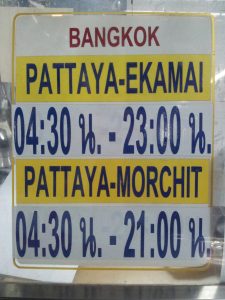 BANGKOK
PATTAYA-EKAMAI
04:30 น. - 23:00 น.
PATTAYA-MORCHIT
04:30 น. - 21:00 น.